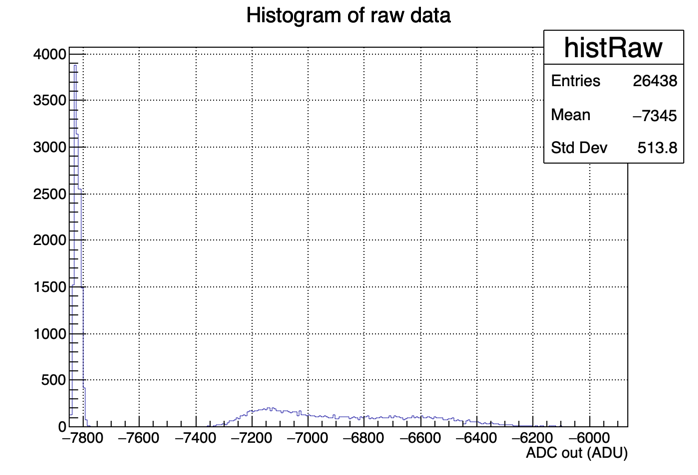 Histogram of raw data
histRaw
Entries 26438
Mean −7345
Std Dev 513.8
4000
3500
3000
2500
2000
1500
1000
500
0
−7800 −7600 −7400 −7200 −7000 −6800 −6600 −6400 −6200 −6000
ADC out (ADU)